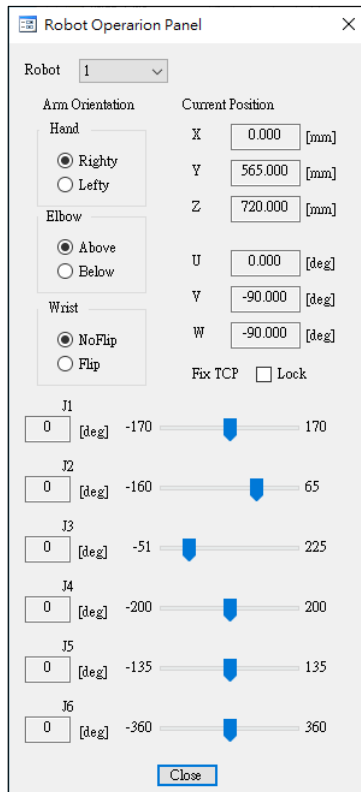 Robot Operarion Panel
Robot 1
Arm Orientation
Hand
Righty
Lefty
Elbow
Above
Below
Wrist
NoFlip
Flip
Current Position
X 0.000 [mm]
Y 565.000 [mm]
Z 720.000 [mm]
U 0.000 [deg]
V -90.000 [deg]
W -90.000 [deg]
Fix TCP Lock
J1
0 [deg] -170 170
J2
0 [deg] -160 65
J3
0 [deg] -51 225
J4
0 [deg] -200 200
J5
0 [deg] -135 135
J6
0 [deg] -360 360
Close